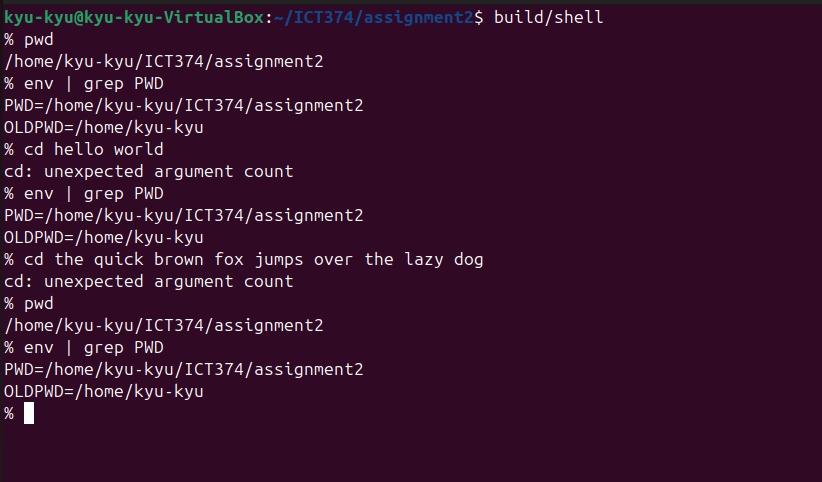 kyu-kyu@kyu-kyu-VirtualBox:~/ICT374/assignment2$ build/shell
% pwd
/home/kyu-kyu/ICT374/assignment2
% env | grep PWD
PWD=/home/kyu-kyu/ICT374/assignment2
OLDPWD=/home/kyu-kyu
% cd hello world
cd: unexpected argument count
% env | grep PWD
PWD=/home/kyu-kyu/ICT374/assignment2
OLDPWD=/home/kyu-kyu
% cd the quick brown fox jumps over the lazy dog
cd: unexpected argument count
% pwd
/home/kyu-kyu/ICT374/assignment2
% env | grep PWD
PWD=/home/kyu-kyu/ICT374/assignment2
OLDPWD=/home/kyu-kyu
%